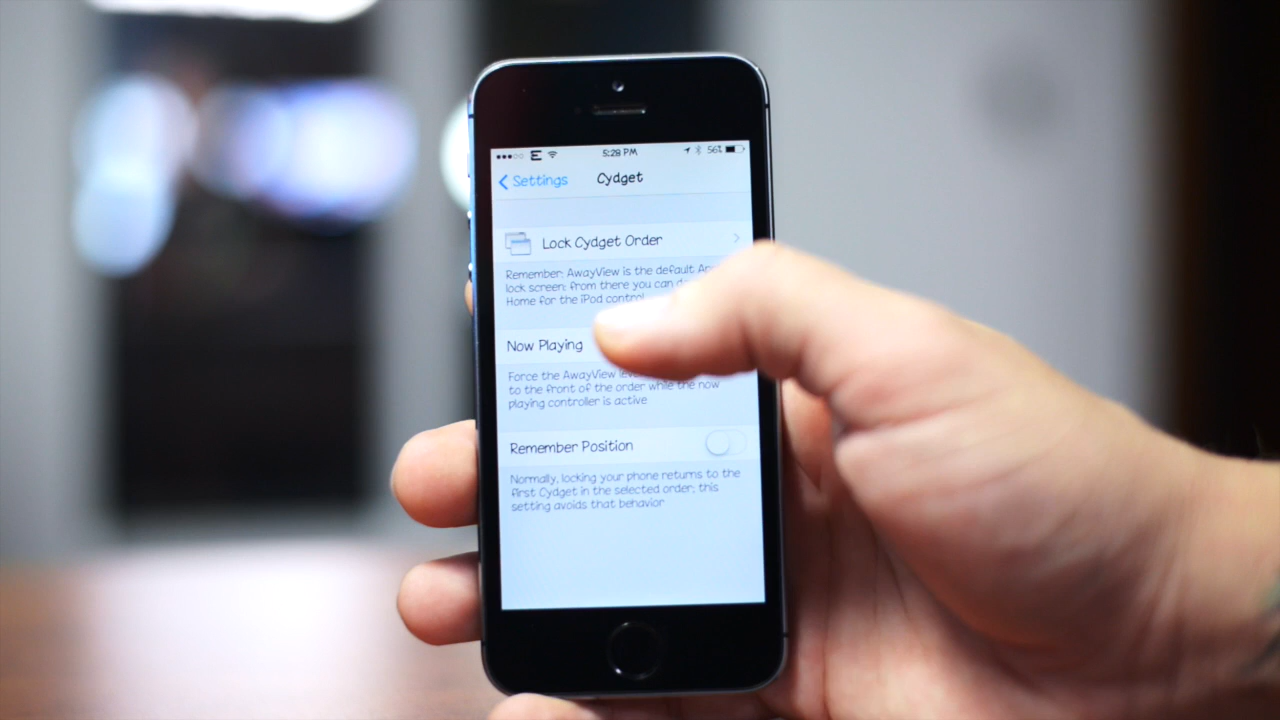 E 5:28 PM 56%
Settings Cydget
Lock Cydget Order
Remember: AwayView is the default
lock screen; from there you can
Home for the iPod control
Now Playing
Force the AwayView
to the front of the order while the now
playing controller is active
Remember Position
Normally, locking your phone returns to the
first Cydget in the selected order; this
setting avoids that behavior